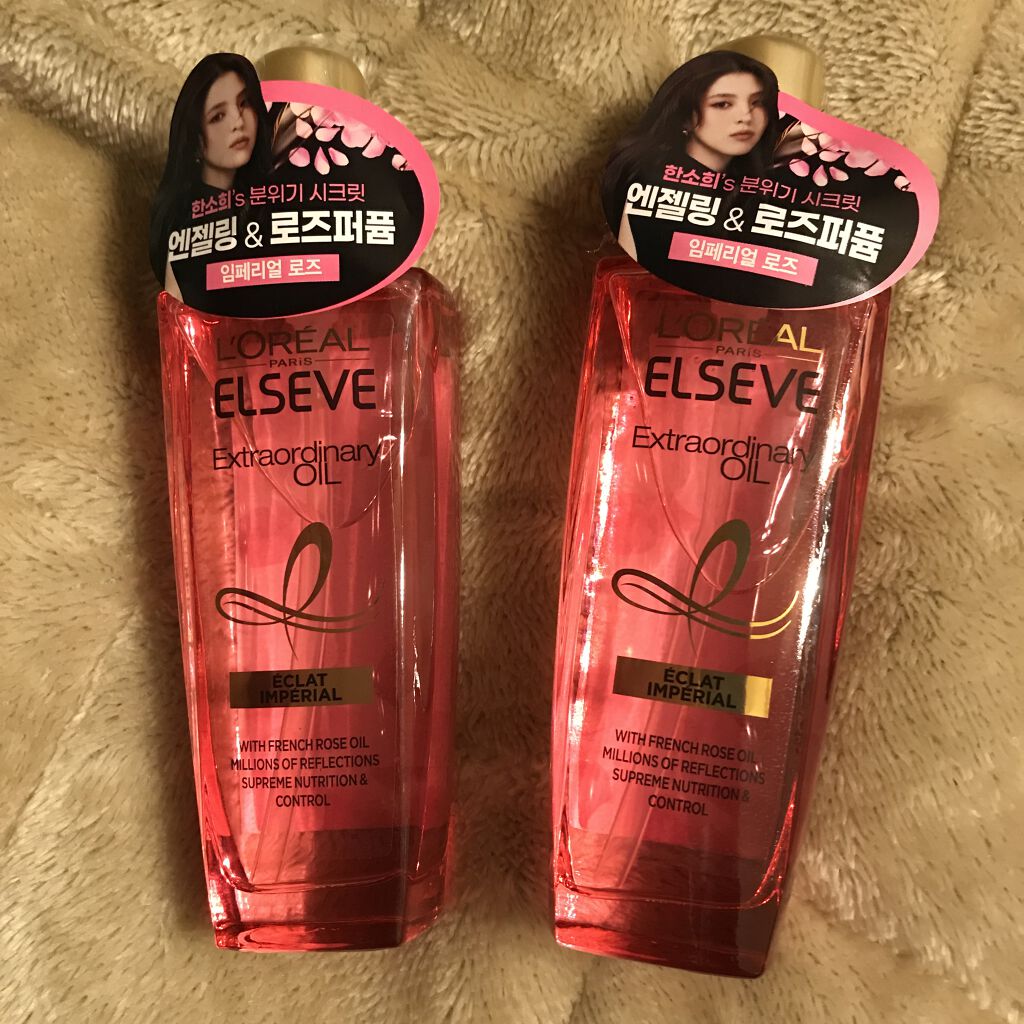 한소희's 분위기 시크릿
엔젤링 & 로즈퍼퓸
임페리얼 로즈
L'ORÉAL
PARIS
ELSEVE
Extraordinary
OIL
ÉCLAT
IMPÉRIAL
WITH FRENCH ROSE OIL
MILLIONS OF REFLECTIONS
SUPREME NUTRITION &
CONTROL
한소희's 분위기 시크릿
엔젤링 & 로즈퍼퓸
임페리얼 로즈
L'ORÉAL
PARIS
ELSEVE
Extraordinary
OIL
ÉCLAT
IMPÉRIAL
WITH FRENCH ROSE OIL
MILLIONS OF REFLECTIONS
SUPREME NUTRITION &
CONTROL